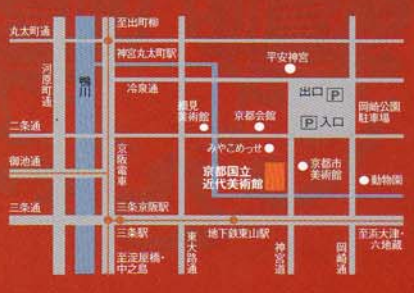 至出町柳
丸太町通
神宮丸太町駅
平安神宮
河原町通
鴨川
冷泉通
出口 P
岡崎公園
駐車場
細見
美術館
京都会館
P 入口
二条通
みやこめっせ
京阪電車
御池通
京都国立
近代美術館
京都市
美術館
動物園
三条通
三条京阪駅
三条駅
地下鉄東山駅
至浜大津・
六地蔵
至淀屋橋・
中之島
東大路通
神宮道
岡崎通